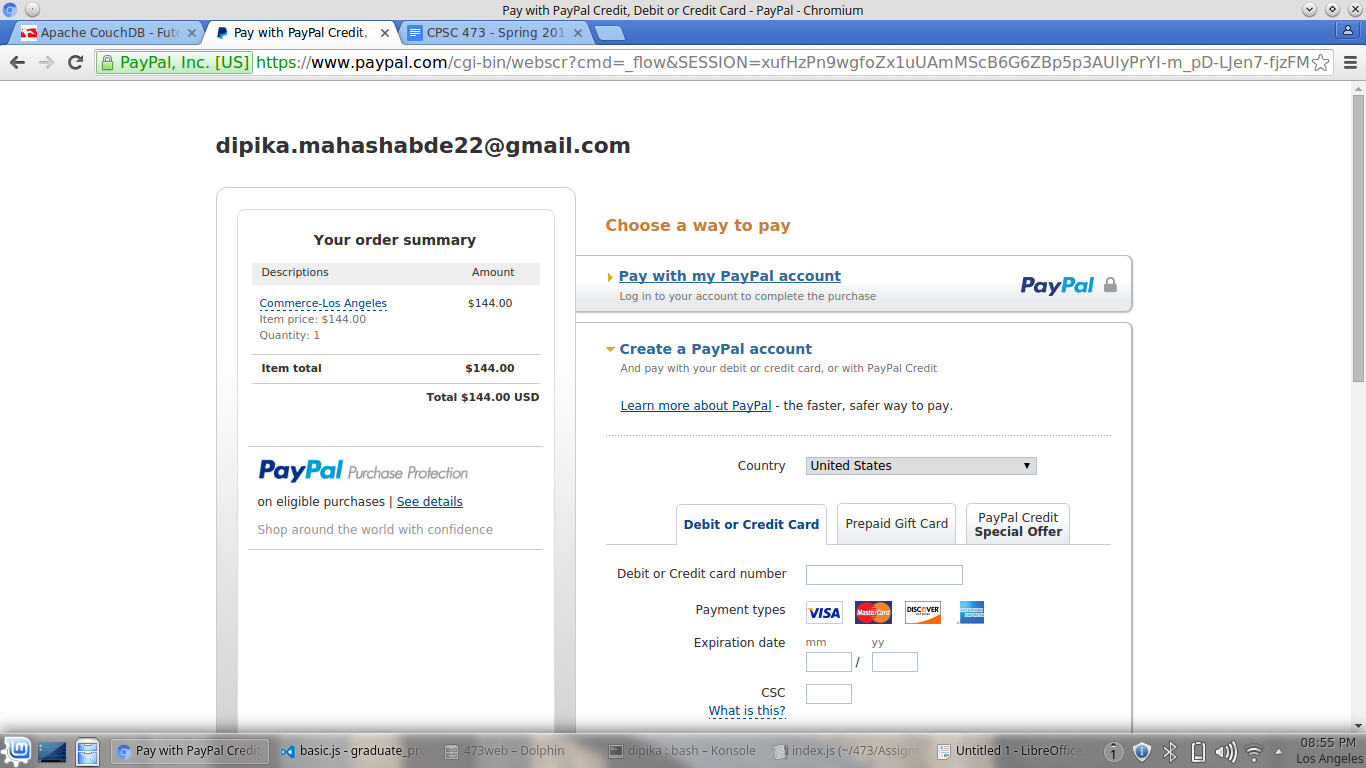 Pay with PayPal Credit, Debit or Credit Card - PayPal - Chromium
Apache CouchDB - Futo
Pay with PayPal Credit,
CPSC 473 - Spring 201
PayPal, Inc. [US] https://www.paypal.com/cgi-bin/webscr?cmd=_flow&SESSION=xufHzPn9wgfoZx1uUAmMScB6G6ZBp5p3AUIyPrYI-m_pD-LJen7-fjzFM
dipika.mahashabde22@gmail.com
Your order summary
Descriptions Amount
Commerce-Los Angeles $144.00
Item price: $144.00
Quantity: 1
Item total $144.00
Total $144.00 USD
PayPal Purchase Protection
on eligible purchases | See details
Shop around the world with confidence
Choose a way to pay
Pay with my PayPal account
Log in to your account to complete the purchase
PayPal
Create a PayPal account
And pay with your debit or credit card, or with PayPal Credit
Learn more about PayPal - the faster, safer way to pay.
Country United States
Debit or Credit Card
Prepaid Gift Card
PayPal Credit
Special Offer
Debit or Credit card number
Payment types VISA MasterCard DISCOVER
Expiration date mm yy
/
CSC
What is this?
Pay with PayPal Credit,
basic.js - graduate_pro
473web – Dolphin
dipika : bash – Konsole
index.js (~/473/Assign
Untitled 1 - LibreOffice
1
08:55 PM
Los Angeles